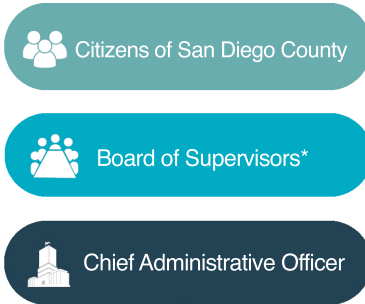 Citizens of San Diego County
Board of Supervisors*
Chief Administrative Officer